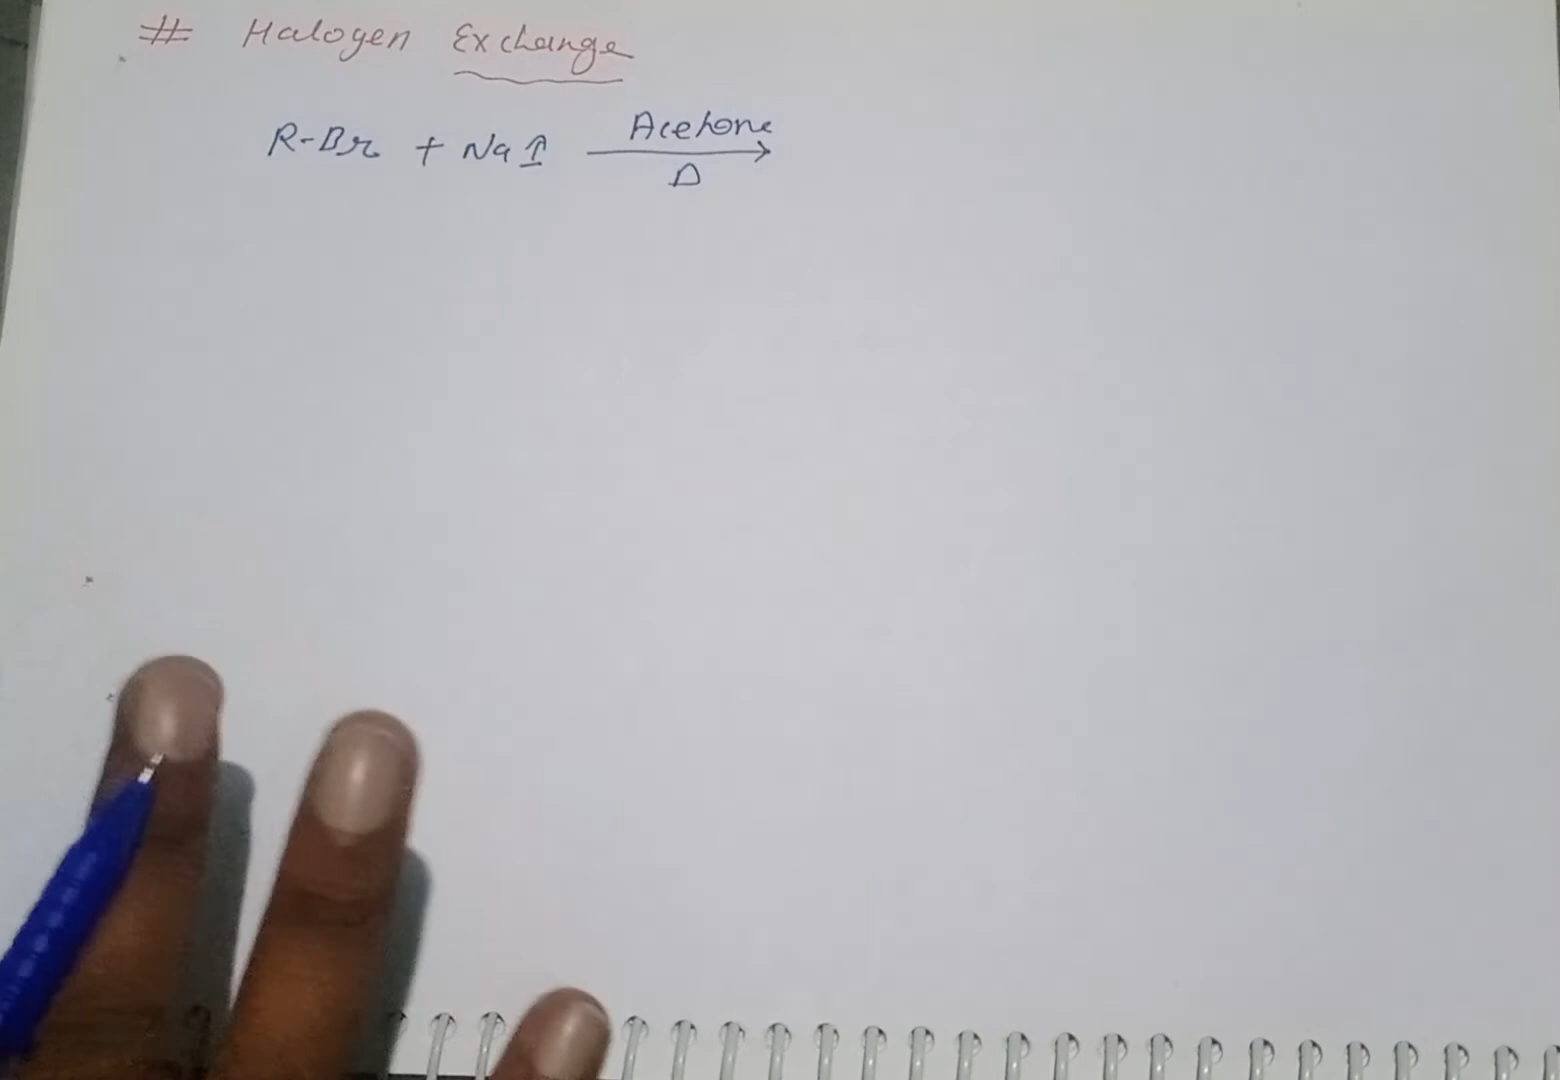 # Halogen Exchange
R-Br + NaI Acetone
Δ